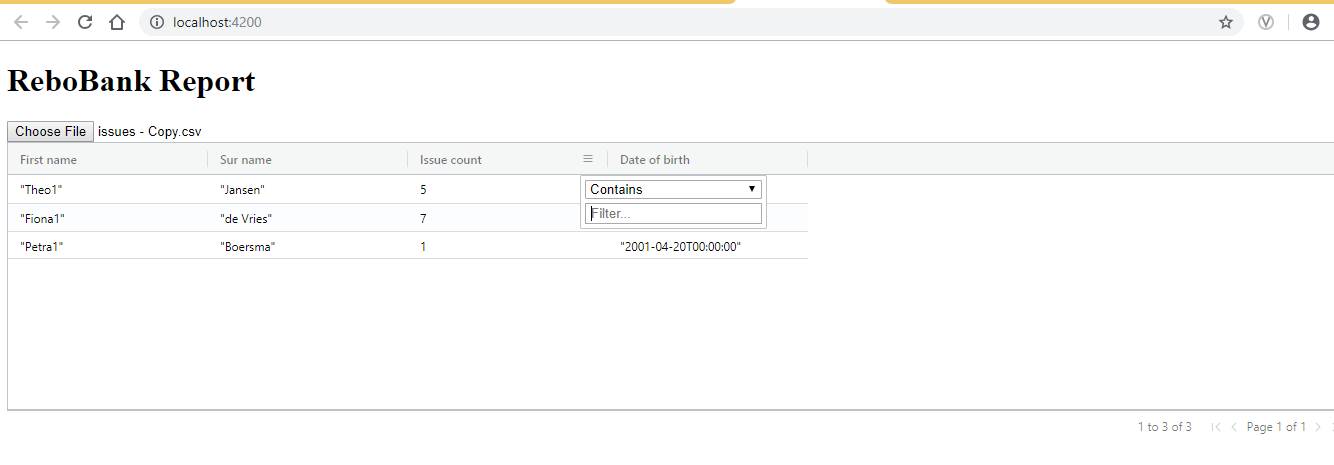 localhost:4200
ReboBank Report
Choose File issues - Copy.csv
First name Sur name Issue count Date of birth
"Theo1" "Jansen" 5 Contains
"Fiona1" "de Vries" 7 Filter...
"Petra1" "Boersma" 1 "2001-04-20T00:00:00"
1 to 3 of 3 Page 1 of 1